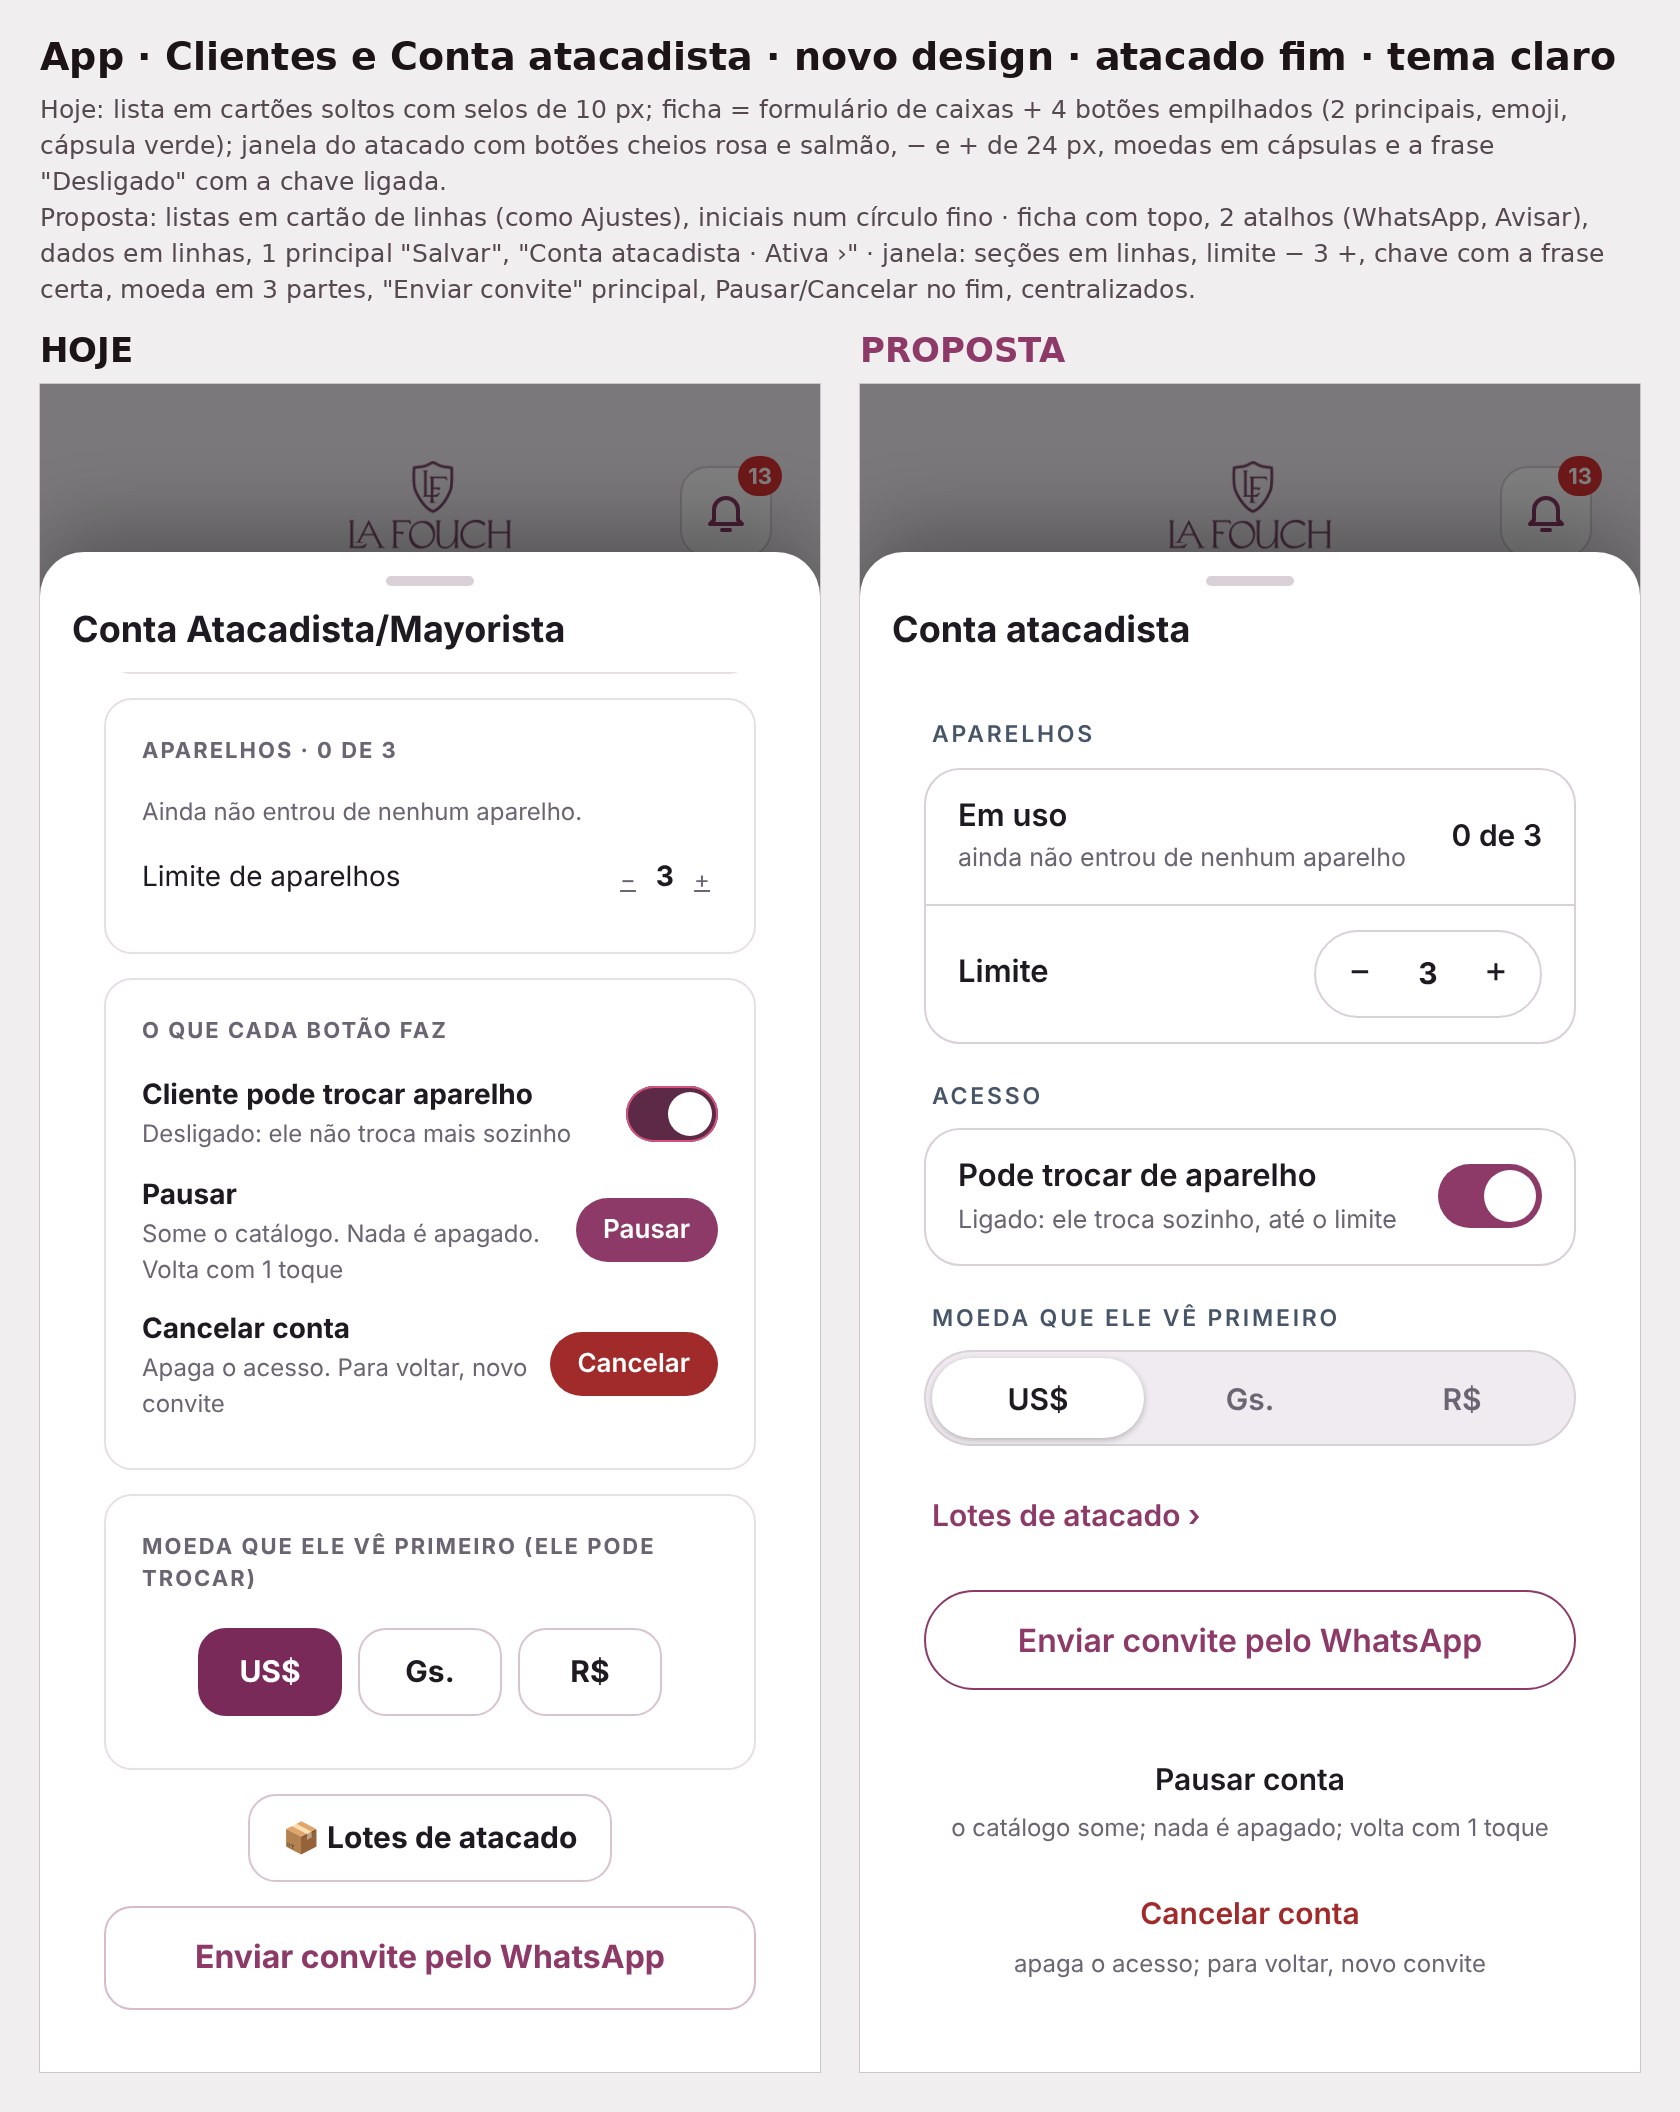 App · Clientes e Conta atacadista · novo design · atacado fim · tema claro
Hoje: lista em cartões soltos com selos de 10 px; ficha = formulário de caixas + 4 botões empilhados (2 principais, emoji,
cápsula verde); janela do atacado com botões cheios rosa e salmão, − e + de 24 px, moedas em cápsulas e a frase
"Desligado" com a chave ligada.
Proposta: listas em cartão de linhas (como Ajustes), iniciais num círculo fino · ficha com topo, 2 atalhos (WhatsApp, Avisar),
dados em linhas, 1 principal "Salvar", "Conta atacadista · Ativa ›" · janela: seções em linhas, limite − 3 +, chave com a frase
certa, moeda em 3 partes, "Enviar convite" principal, Pausar/Cancelar no fim, centralizados.
HOJE
13
LF
LA FOUCH
Conta Atacadista/Mayorista
APARELHOS · 0 DE 3
Ainda não entrou de nenhum aparelho.
Limite de aparelhos − 3 +
O QUE CADA BOTÃO FAZ
Cliente pode trocar aparelho
Desligado: ele não troca mais sozinho
Pausar
Some o catálogo. Nada é apagado.
Volta com 1 toque
Pausar
Cancelar conta
Apaga o acesso. Para voltar, novo
convite
Cancelar
MOEDA QUE ELE VÊ PRIMEIRO (ELE PODE
TROCAR)
US$ Gs. R$
📦 Lotes de atacado
Enviar convite pelo WhatsApp
PROPOSTA
13
LF
LA FOUCH
Conta atacadista
APARELHOS
Em uso
ainda não entrou de nenhum aparelho
0 de 3
Limite − 3 +
ACESSO
Pode trocar de aparelho
Ligado: ele troca sozinho, até o limite
MOEDA QUE ELE VÊ PRIMEIRO
US$ Gs. R$
Lotes de atacado ›
Enviar convite pelo WhatsApp
Pausar conta
o catálogo some; nada é apagado; volta com 1 toque
Cancelar conta
apaga o acesso; para voltar, novo convite